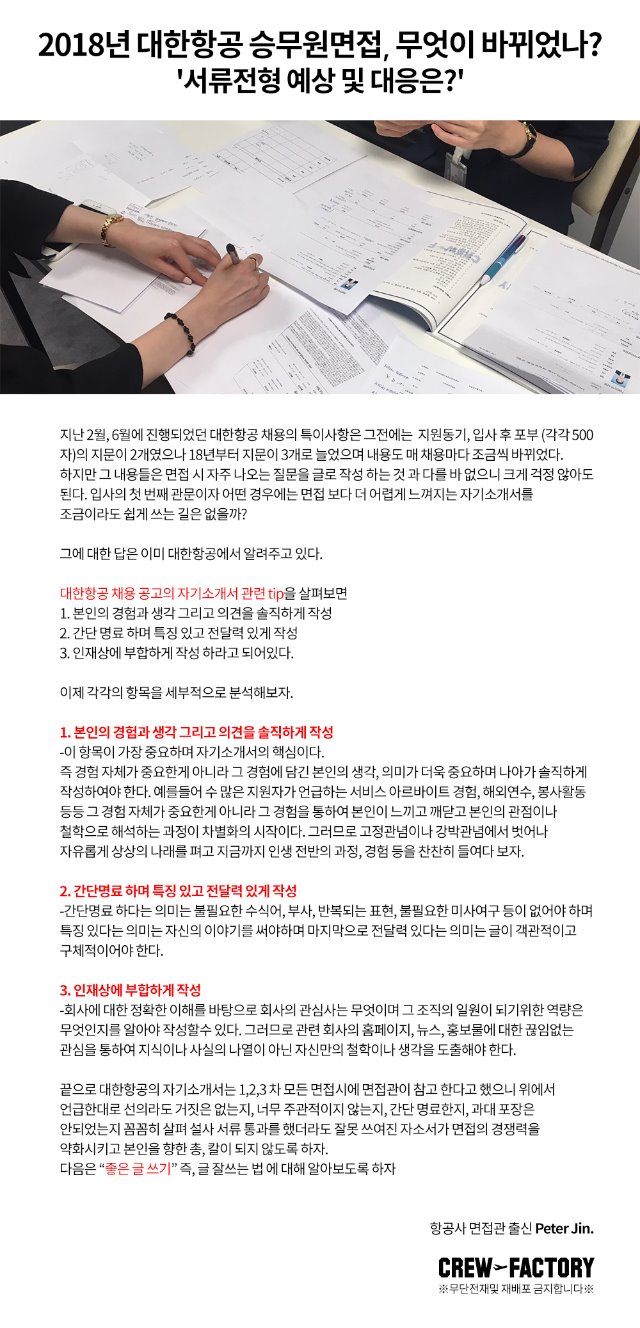 2018년 대한항공 승무원면접, 무엇이 바뀌었나?
'서류전형 예상 및 대응은?'
지난 2월, 6월에 진행되었던 대한항공 채용의 특이사항은 그전에는 지원동기, 입사 후 포부 (각각 500
자)의 지문이 2개였으나 18년부터 지문이 3개로 늘었으며 내용도 매 채용마다 조금씩 바뀌었다.
하지만 그 내용들은 면접 시 자주 나오는 질문을 글로 작성 하는 것 과 다를 바 없으니 크게 걱정 않아도
된다. 입사의 첫 번째 관문이자 어떤 경우에는 면접 보다 더 어렵게 느껴지는 자기소개서를
조금이라도 쉽게 쓰는 길은 없을까?
그에 대한 답은 이미 대한항공에서 알려주고 있다.
대한항공 채용 공고의 자기소개서 관련 tip을 살펴보면
1. 본인의 경험과 생각 그리고 의견을 솔직하게 작성
2. 간단 명료 하며 특징 있고 전달력 있게 작성
3. 인재상에 부합하게 작성 하라고 되어있다.
이제 각각의 항목을 세부적으로 분석해보자.
1. 본인의 경험과 생각 그리고 의견을 솔직하게 작성
-이 항목이 가장 중요하며 자기소개서의 핵심이다.
즉 경험 자체가 중요한게 아니라 그 경험에 담긴 본인의 생각, 의미가 더욱 중요하며 나아가 솔직하게
작성하여야 한다. 예를들어 수 많은 지원자가 언급하는 서비스 아르바이트 경험, 해외연수, 봉사활동
등등 그 경험 자체가 중요한게 아니라 그 경험을 통하여 본인이 느끼고 깨닫고 본인의 관점이나
철학으로 해석하는 과정이 차별화의 시작이다. 그러므로 고정관념이나 강박관념에서 벗어나
자유롭게 상상의 나래를 펴고 지금까지 인생 전반의 과정, 경험 등을 찬찬히 들여다 보자.
2. 간단명료 하며 특징 있고 전달력 있게 작성
-간단명료 하다는 의미는 불필요한 수식어, 부사, 반복되는 표현, 불필요한 미사여구 등이 없어야 하며
특징 있다는 의미는 자신의 이야기를 써야하며 마지막으로 전달력 있다는 의미는 글이 객관적이고
구체적이어야 한다.
3. 인재상에 부합하게 작성
-회사에 대한 정확한 이해를 바탕으로 회사의 관심사는 무엇이며 그 조직의 일원이 되기위한 역량은
무엇인지를 알아야 작성할수 있다. 그러므로 관련 회사의 홈페이지, 뉴스, 홍보물에 대한 끊임없는
관심을 통하여 지식이나 사실의 나열이 아닌 자신만의 철학이나 생각을 도출해야 한다.
끝으로 대한항공의 자기소개서는 1,2,3 차 모든 면접시에 면접관이 참고 한다고 했으니 위에서
언급한대로 선의라도 거짓은 없는지, 너무 주관적이지 않는지, 간단 명료한지, 과대 포장은
안되었는지 꼼꼼히 살펴 설사 서류 통과를 했더라도 잘못 쓰여진 자소서가 면접의 경쟁력을
약화시키고 본인을 향한 총, 칼이 되지 않도록 하자.
다음은 “좋은 글 쓰기” 즉, 글 잘쓰는 법 에 대해 알아보도록 하자
항공사 면접관 출신 Peter Jin.
CREW FACTORY
※무단전재및 재배포 금지합니다※